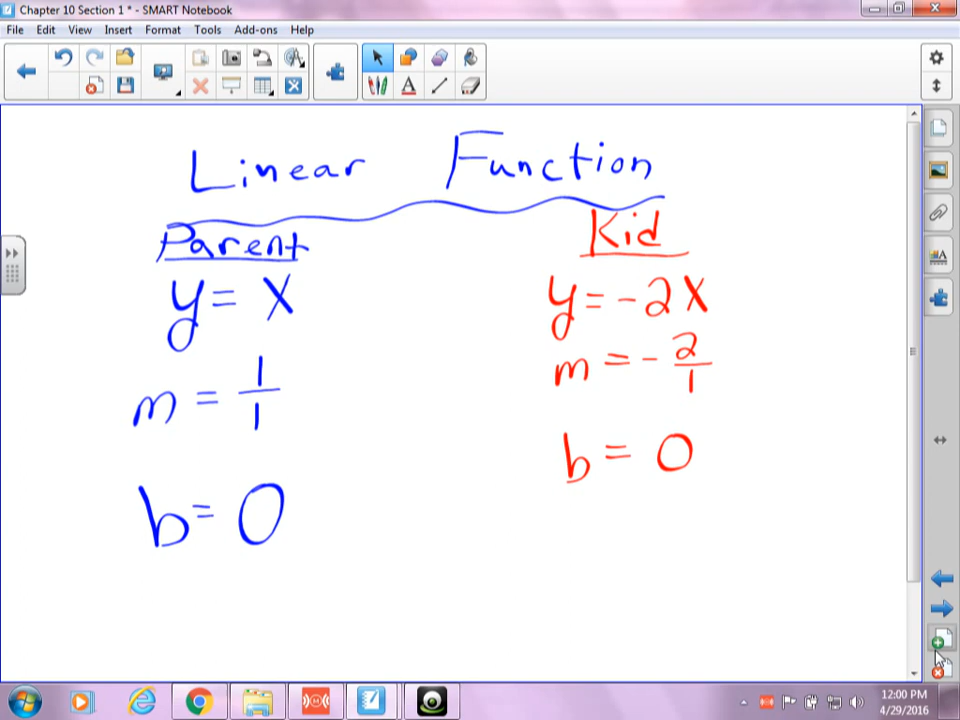 Chapter 10 Section 1 * - SMART Notebook
File Edit View Insert Format Tools Add-ons Help
Linear Function
Parent
y = x
m = 1/1
b = 0
Kid
y = -2x
m = - 2/1
b = 0
12:00 PM
4/29/2016